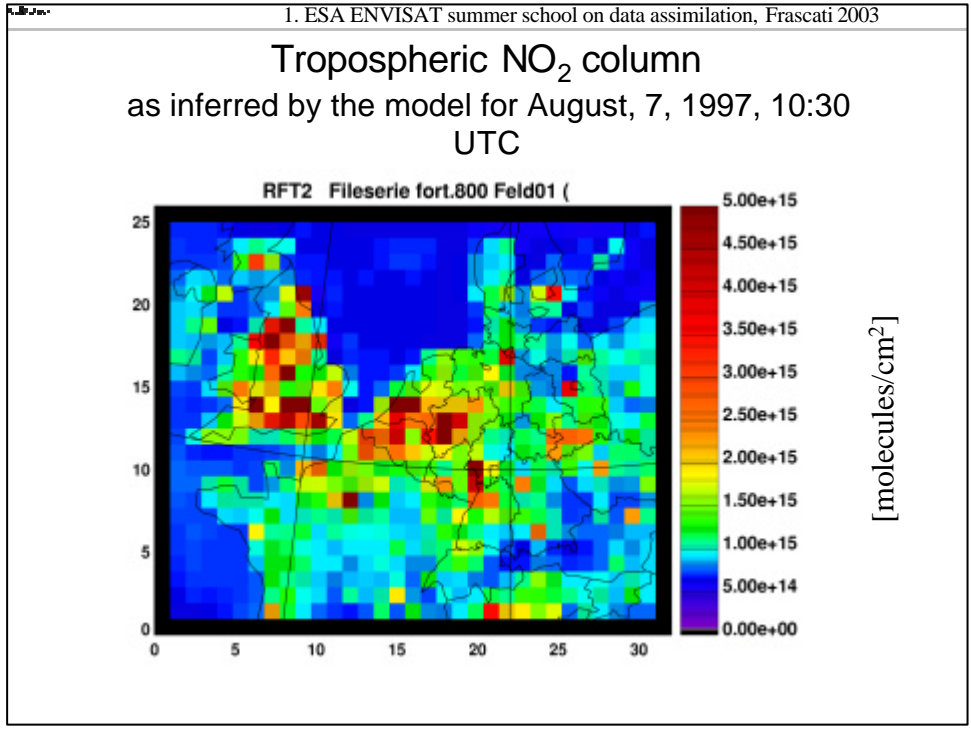 1. ESA ENVISAT summer school on data assimilation, Frascati 2003
Tropospheric NO2 column
as inferred by the model for August, 7, 1997, 10:30
UTC
RFT2 Fileserie fort.800 Feld01 (
25
20
15
10
5
0
0 5 10 15 20 25 30
5.00e+15
4.50e+15
4.00e+15
3.50e+15
3.00e+15
2.50e+15
2.00e+15
1.50e+15
1.00e+15
5.00e+14
0.00e+00
[molecules/cm2]